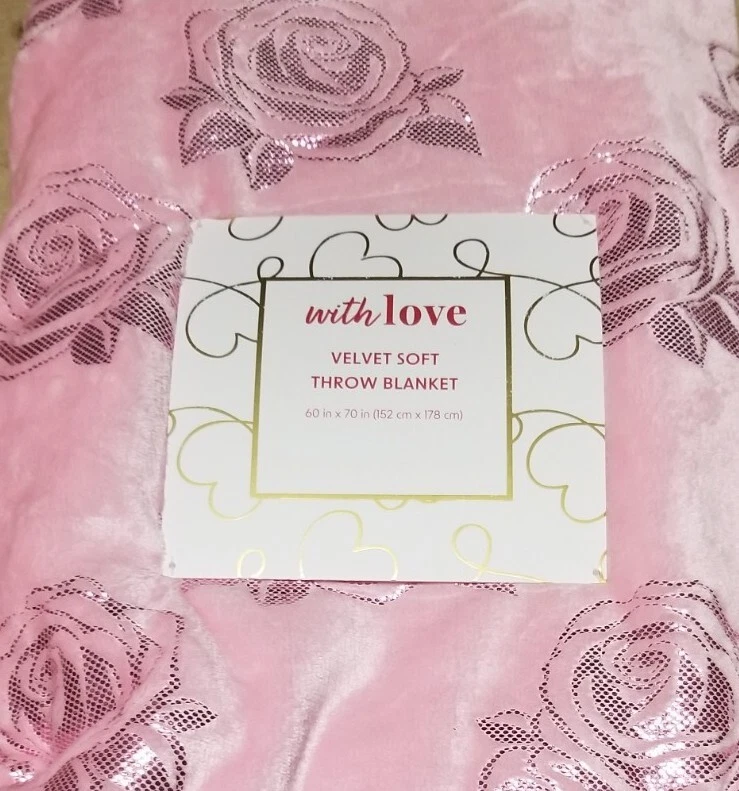 with love
VELVET SOFT
THROW BLANKET
60 in x 70 in (152 cm x 178 cm)